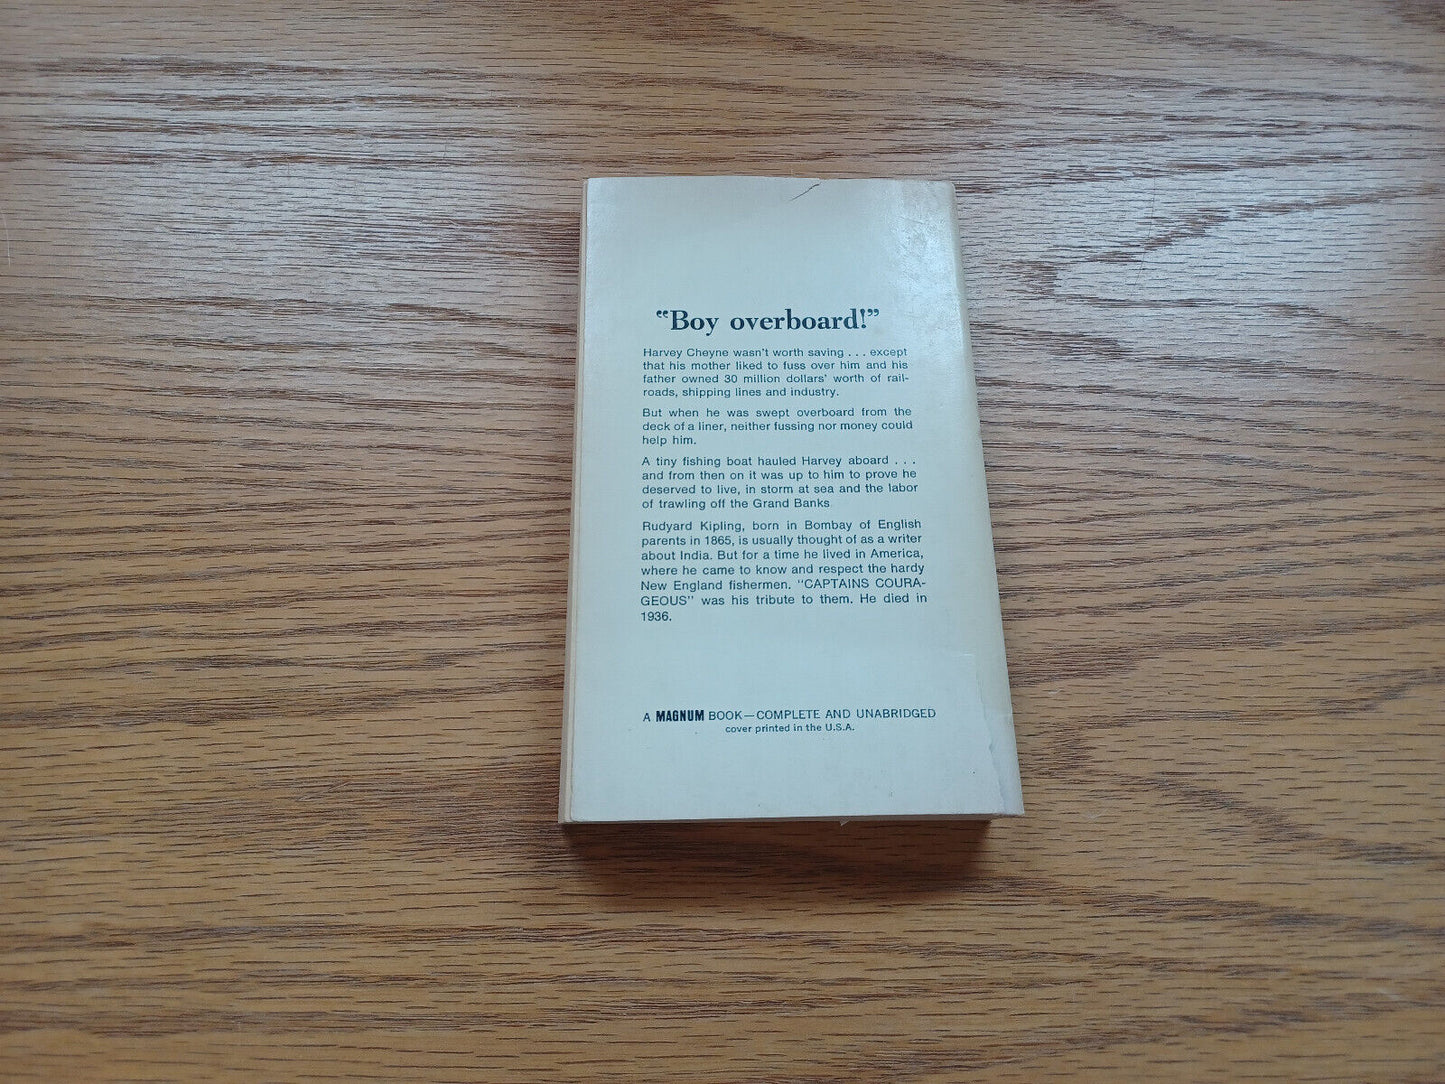 “Boy overboard!”
Harvey Cheyne wasn't worth saving . . . except
that his mother liked to fuss over him and his
father owned 30 million dollars' worth of rail-
roads, shipping lines and industry.
But when he was swept overboard from the
deck of a liner, neither fussing nor money could
help him.
A tiny fishing boat hauled Harvey aboard . . .
and from then on it was up to him to prove he
deserved to live, in storm at sea and the labor
of trawling off the Grand Banks
Rudyard Kipling, born in Bombay of English
parents in 1865, is usually thought of as a writer
about India. But for a time he lived in America,
where he came to know and respect the hardy
New England fishermen. "CAPTAINS COURA-
GEOUS" was his tribute to them. He died in
1936.
A MAGNUM BOOK—COMPLETE AND UNABRIDGED
cover printed in the U.S.A.